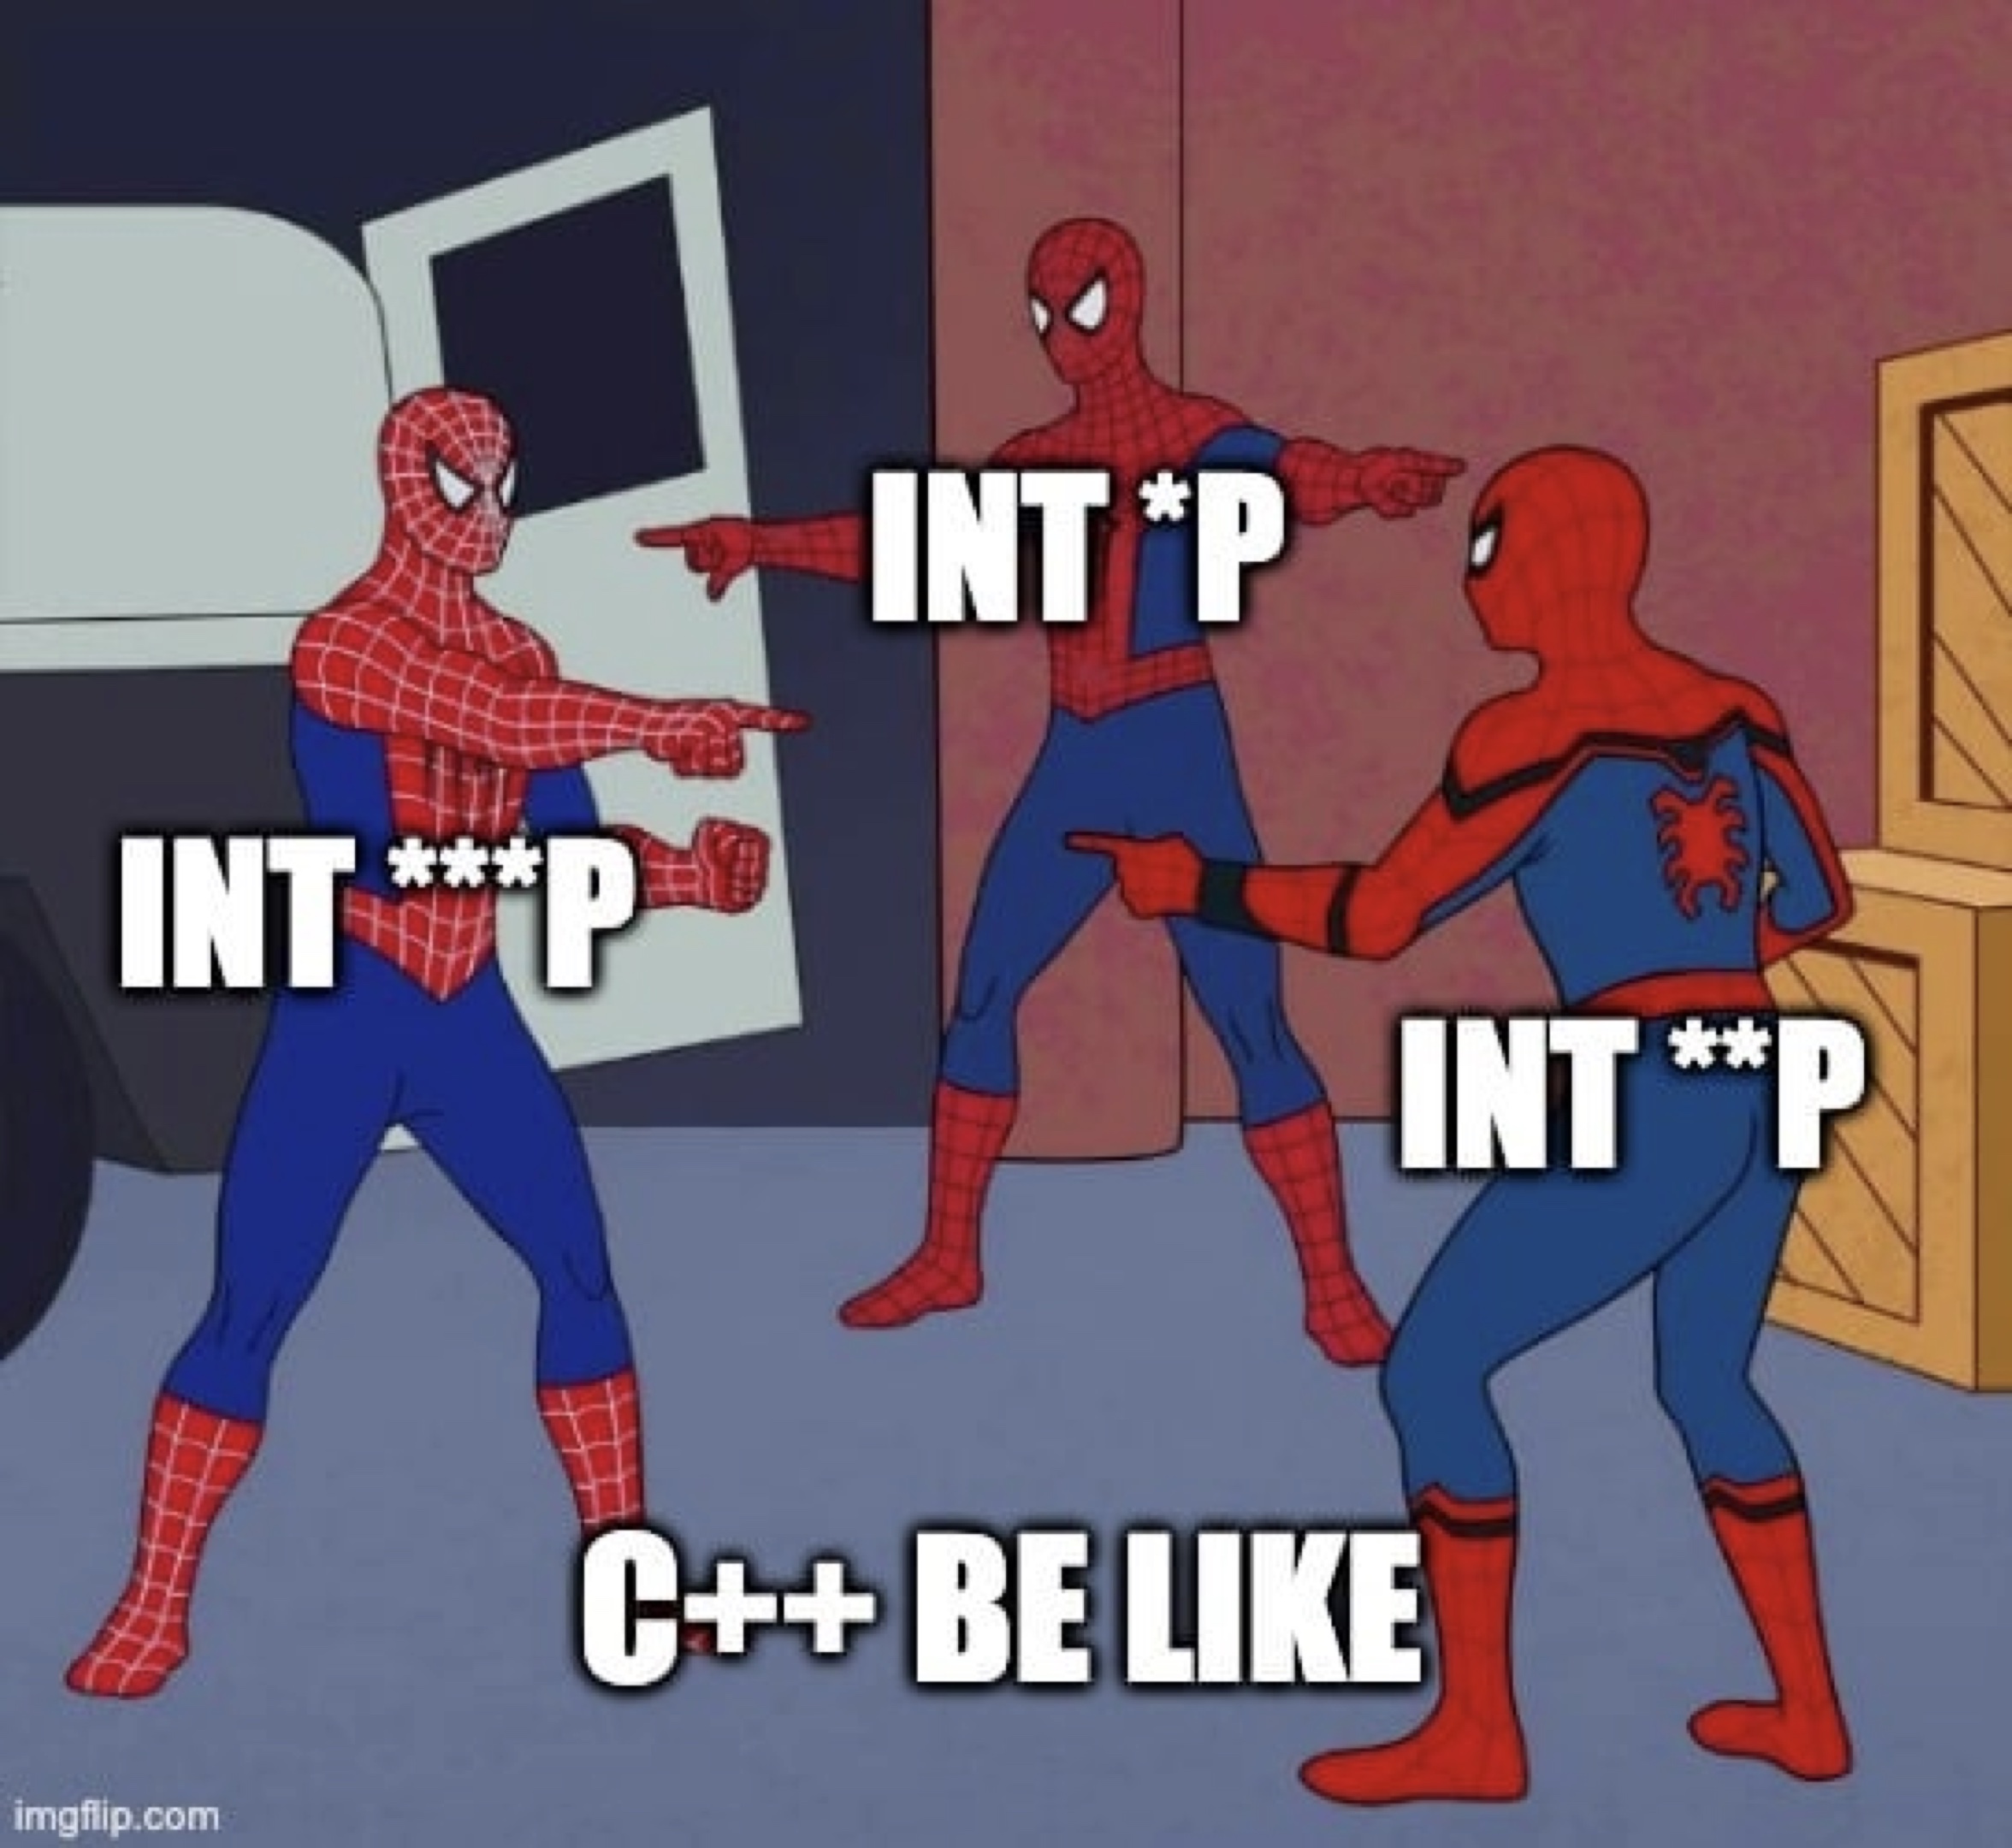 INT *P
INT ***P
INT **P
C++ BE LIKE
imgflip.com